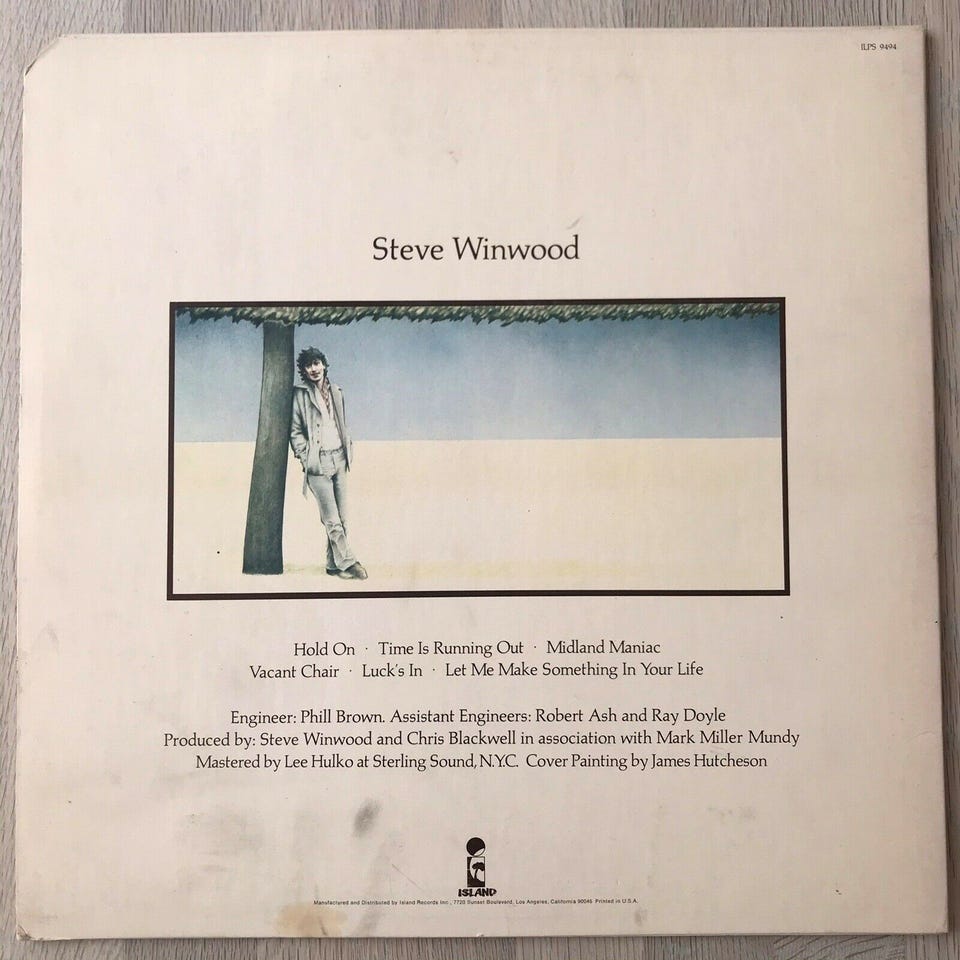 ILPS 9494
Steve Winwood
Hold On · Time Is Running Out · Midland Maniac
Vacant Chair · Luck's In · Let Me Make Something In Your Life
Engineer: Phill Brown. Assistant Engineers: Robert Ash and Ray Doyle
Produced by: Steve Winwood and Chris Blackwell in association with Mark Miller Mundy
Mastered by Lee Hulko at Sterling Sound, N.Y.C. Cover Painting by James Hutcheson
ISLAND
Manufactured and Distributed by Island Records Inc., 7720 Sunset Boulevard, Los Angeles, California 90046 Printed in U.S.A.